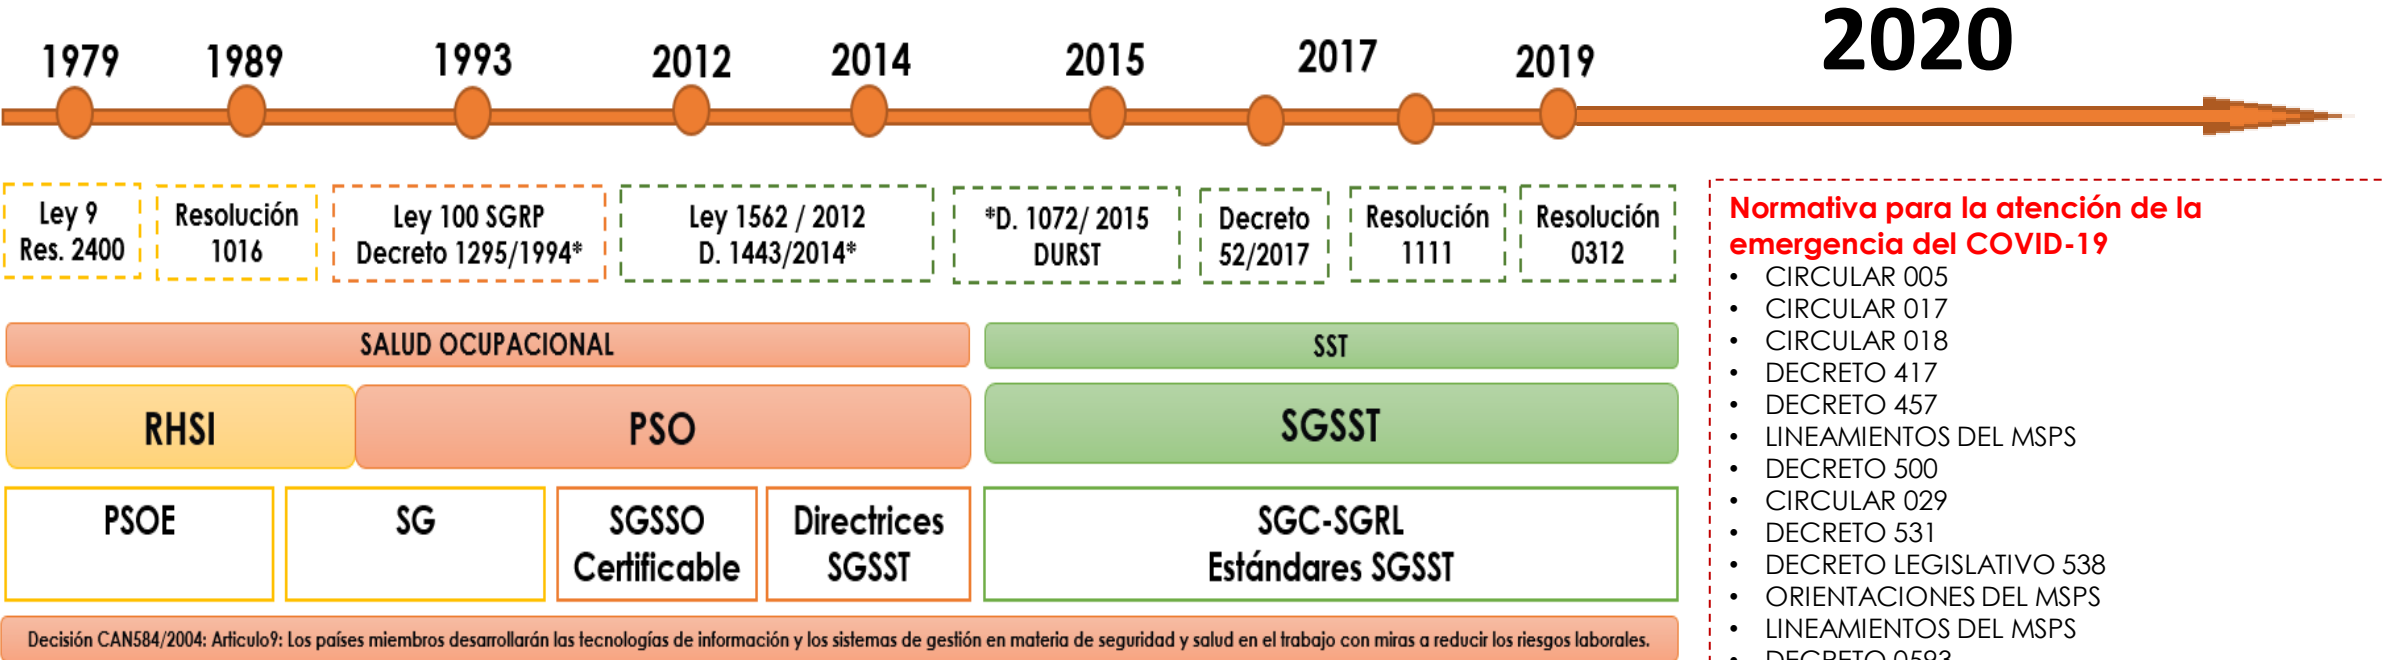 1979
1989
1993
2012
2014
2015
2017
2019
2020
Ley 9
Res. 2400
Resolución
1016
Ley 100 SGRP
Decreto 1295/1994*
Ley 1562 / 2012
D. 1443/2014*
*D. 1072/ 2015
DURST
Decreto
52/2017
Resolución
1111
Resolución
0312
SALUD OCUPACIONAL
SST
RHSI
PSO
SGSST
PSOE
SG
SGSSO
Certificable
Directrices
SGSST
SGC-SGRL
Estándares SGSST
Decisión CAN584/2004: Articulo9: Los países miembros desarrollarán las tecnologías de información y los sistemas de gestión en materia de seguridad y salud en el trabajo con miras a reducir los riesgos laborales.
Normativa para la atención de la
emergencia del COVID-19
• CIRCULAR 005
• CIRCULAR 017
• CIRCULAR 018
• DECRETO 417
• DECRETO 457
• LINEAMIENTOS DEL MSPS
• DECRETO 500
• CIRCULAR 029
• DECRETO 531
• DECRETO LEGISLATIVO 538
• ORIENTACIONES DEL MSPS
• LINEAMIENTOS DEL MSPS
• DECRETO 0593